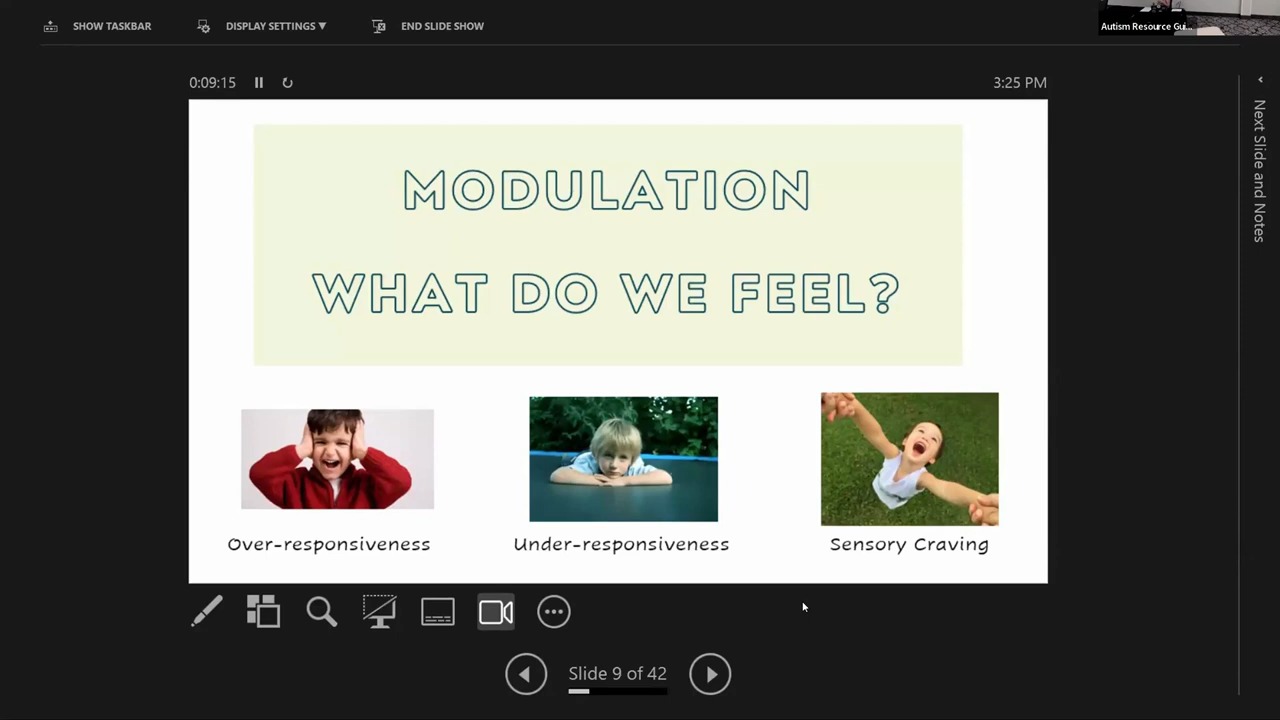 SHOW TASKBAR
DISPLAY SETTINGS ▼
END SLIDE SHOW
Autism Resource Gui...
0:09:15
3:25 PM
MODULATION
WHAT DO WE FEEL?
Over-responsiveness
Under-responsiveness
Sensory Craving
Slide 9 of 42
Next Slide and Notes